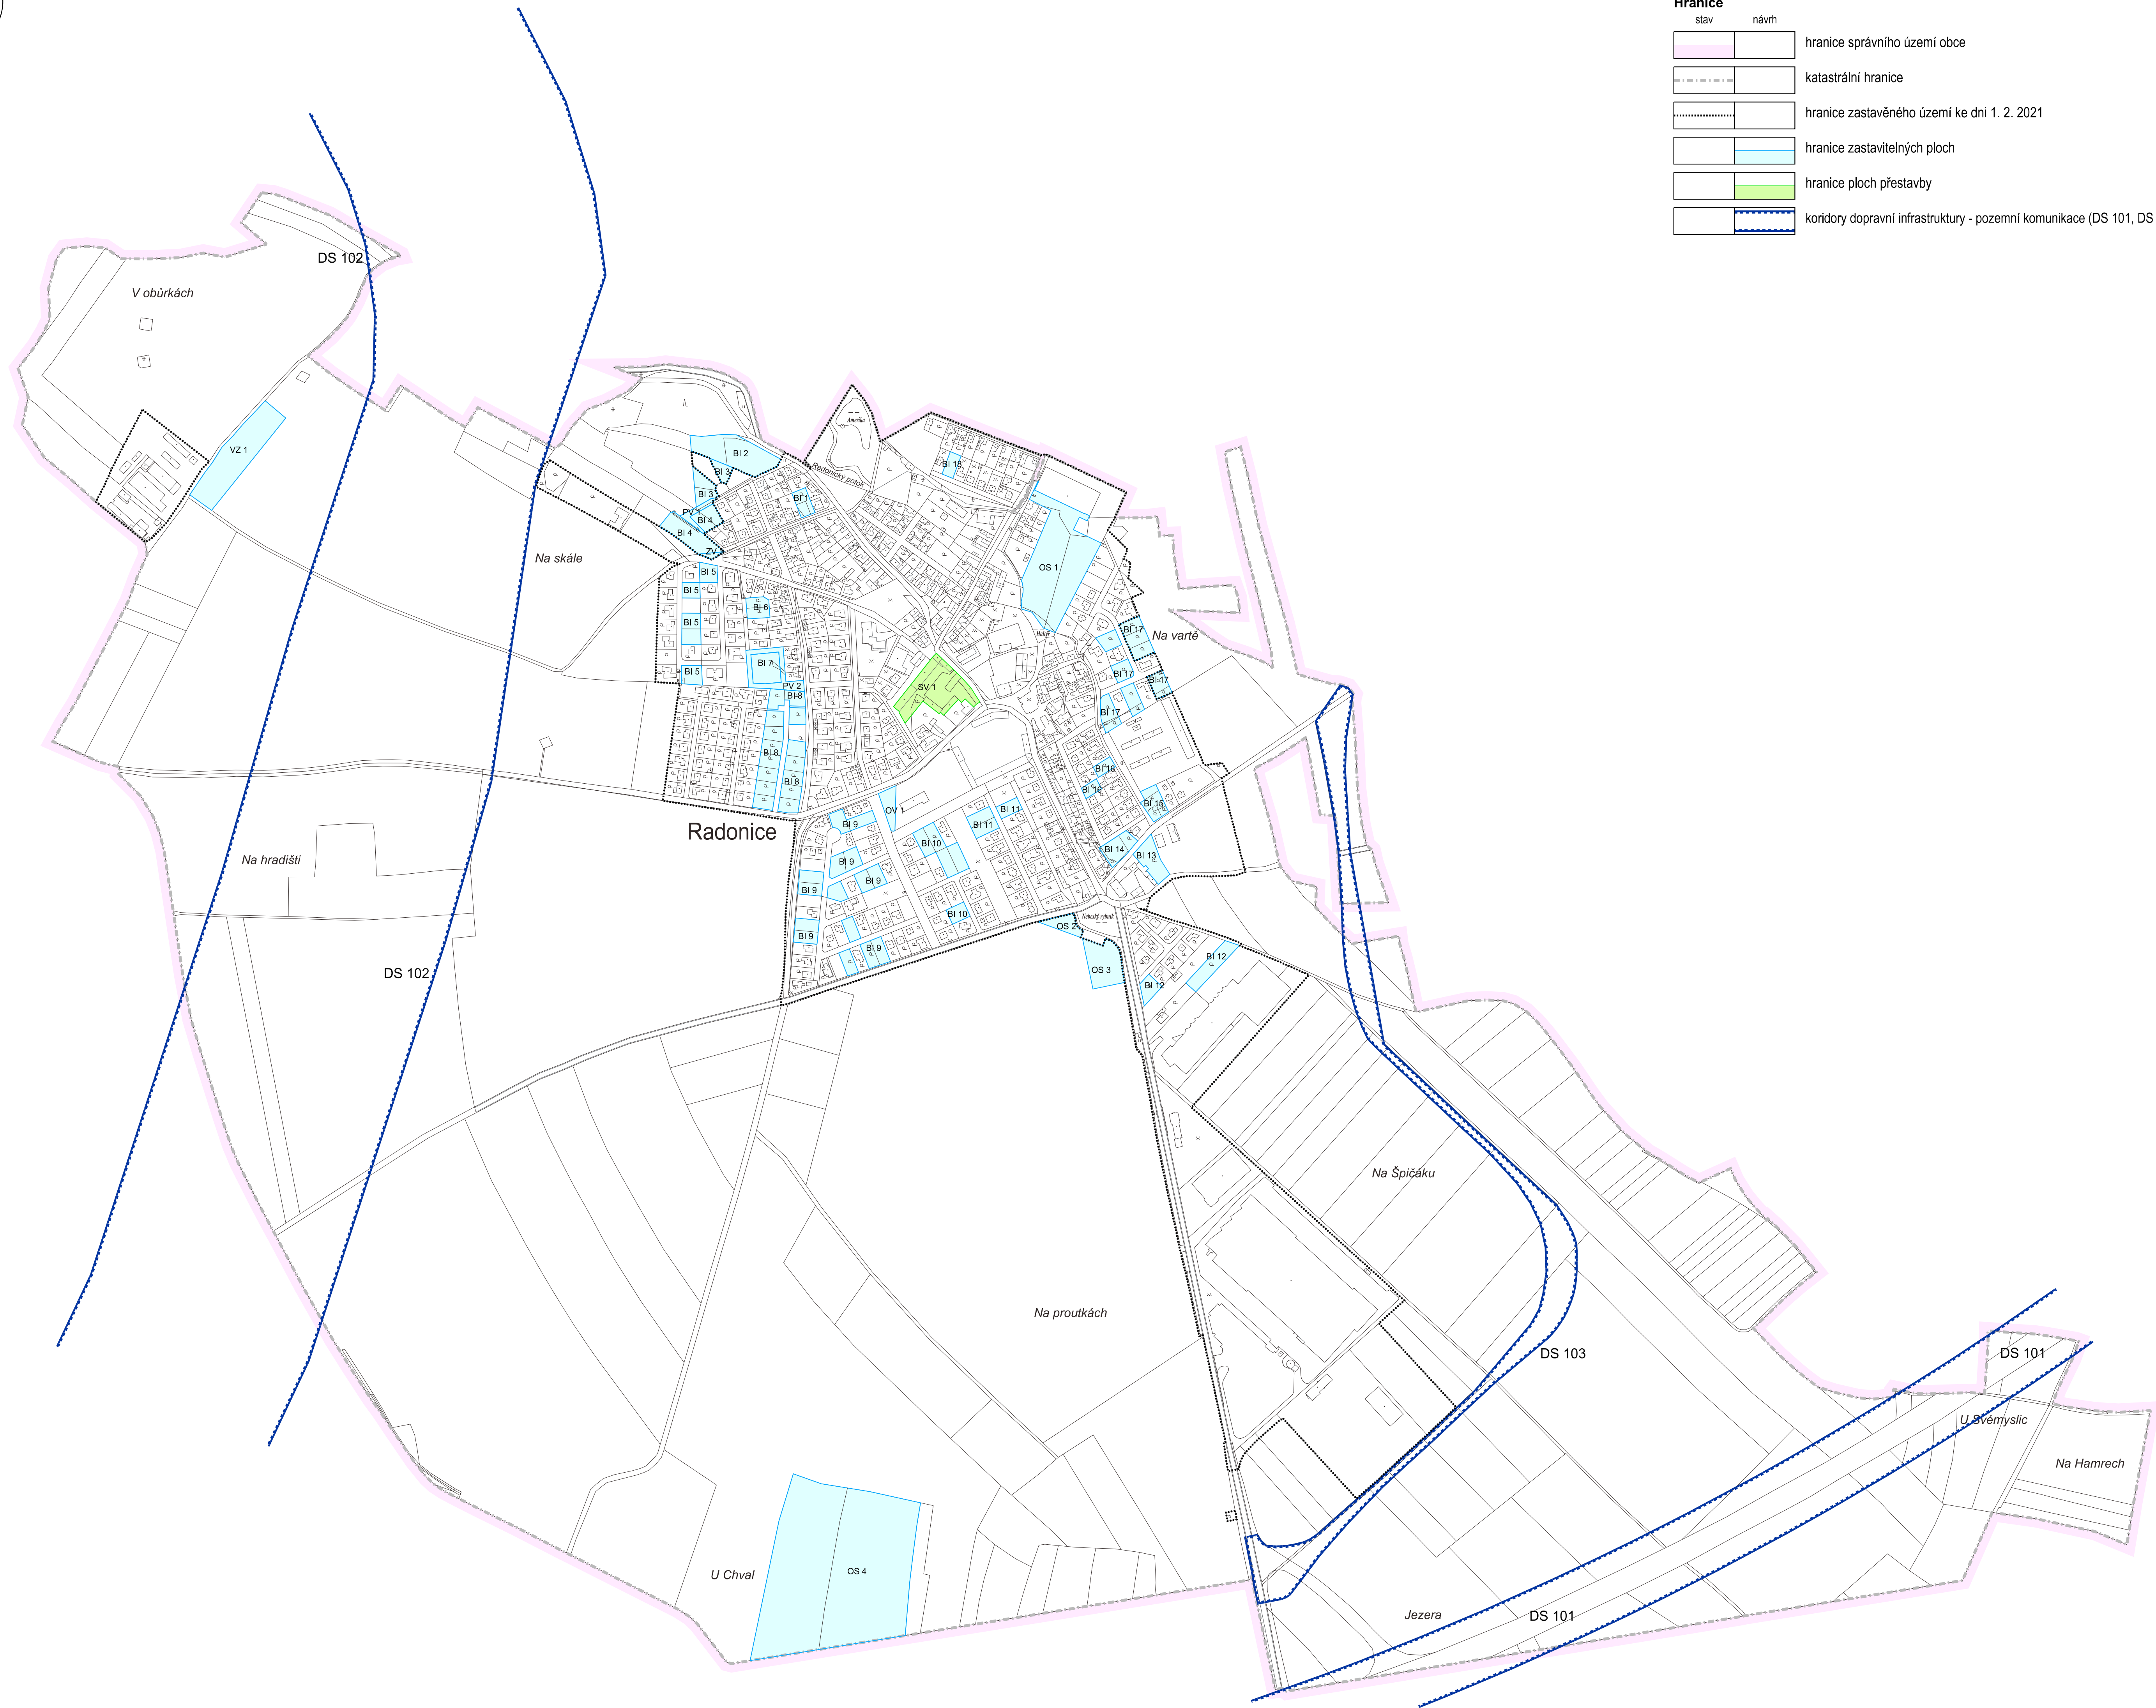 Hranice
stav návrh
hranice správního území obce
katastrální hranice
hranice zastavěného území ke dni 1. 2. 2021
hranice zastavitelných ploch
hranice ploch přestavby
koridory dopravní infrastruktury - pozemní komunikace (DS 101, DS
DS 102
V obůrkách
VZ 1
Amerika
Radonický potok
BI 2
BI 18
BI 3
BI 3
BI 1
PV 1
BI 4
BI 4
ZV
Na skále
BI 5
OS 1
BI 5
BI 6
BI 5
BI 17
Na vartě
BI 7
BI 5
BI 17
BI 17
PV 2
SV 1
BI 8
BI 17
BI 8
BI 8
BI 16
BI 16
OV 1
BI 11
BI 15
BI 9
BI 11
Radonice
BI 10
BI 14
BI 13
Na hradišti
BI 9
BI 9
BI 9
BI 10
Nebeský rybník
OS 2
BI 9
BI 9
BI 12
DS 102
OS 3
BI 12
Na Špičáku
Na proutkách
DS 103
DS 101
U Svémyslic
Na Hamrech
U Chval
OS 4
Jezera
DS 101